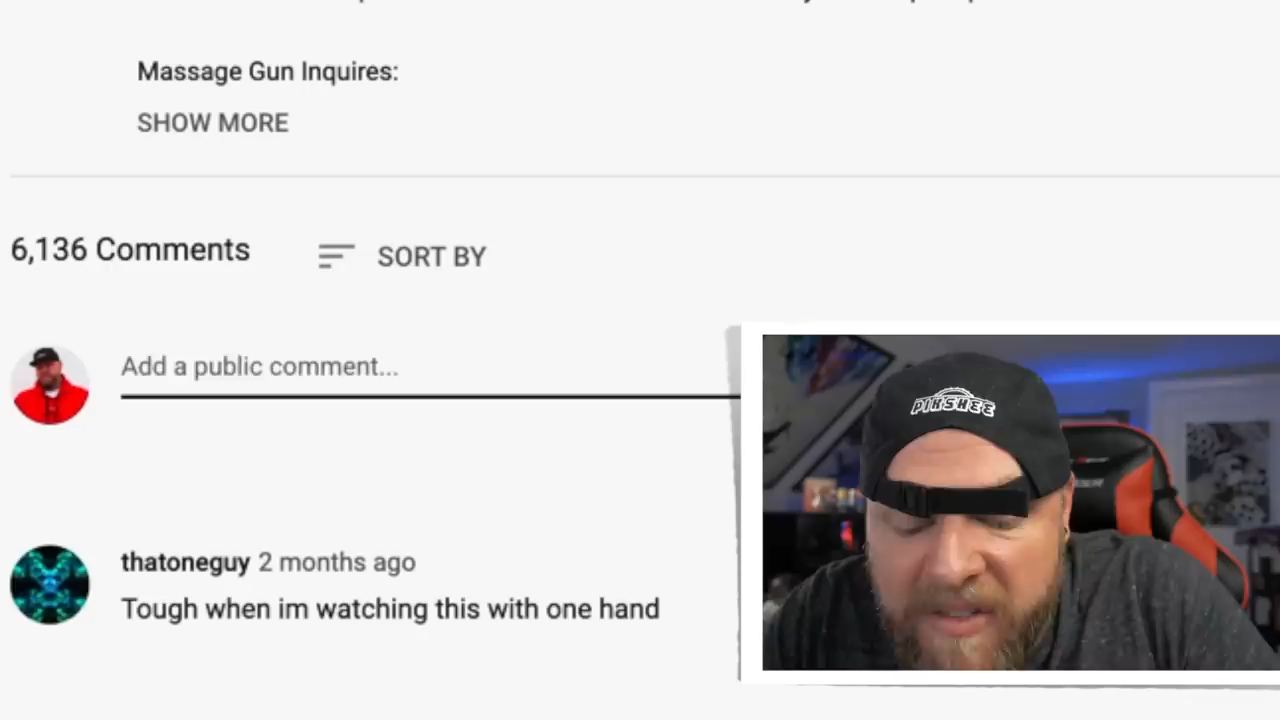 Massage Gun Inquires:
SHOW MORE
6,136 Comments
SORT BY
Add a public comment...
PIKSHEE
thatoneguy 2 months ago
Tough when im watching this with one hand